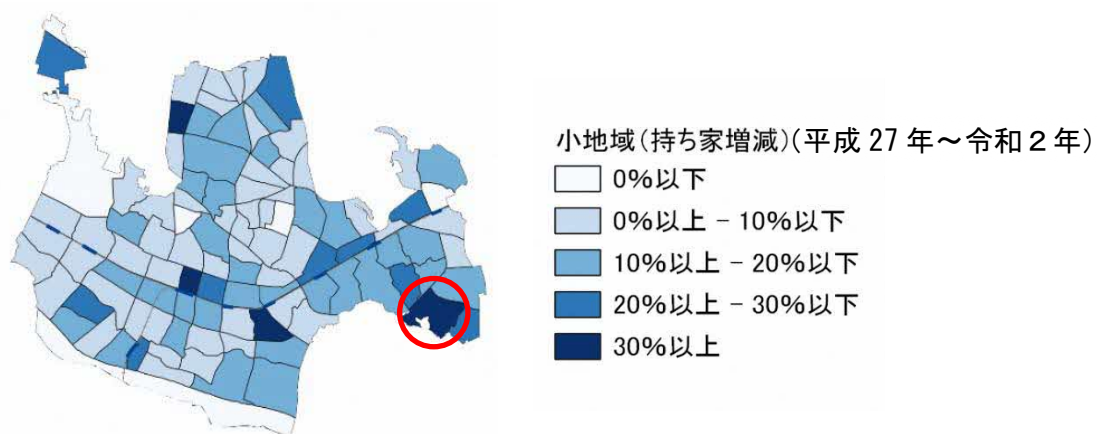 小地域(持ち家増減)(平成 27 年～令和 2 年)
0%以下
0%以上 - 10%以下
10%以上 - 20%以下
20%以上 - 30%以下
30%以上